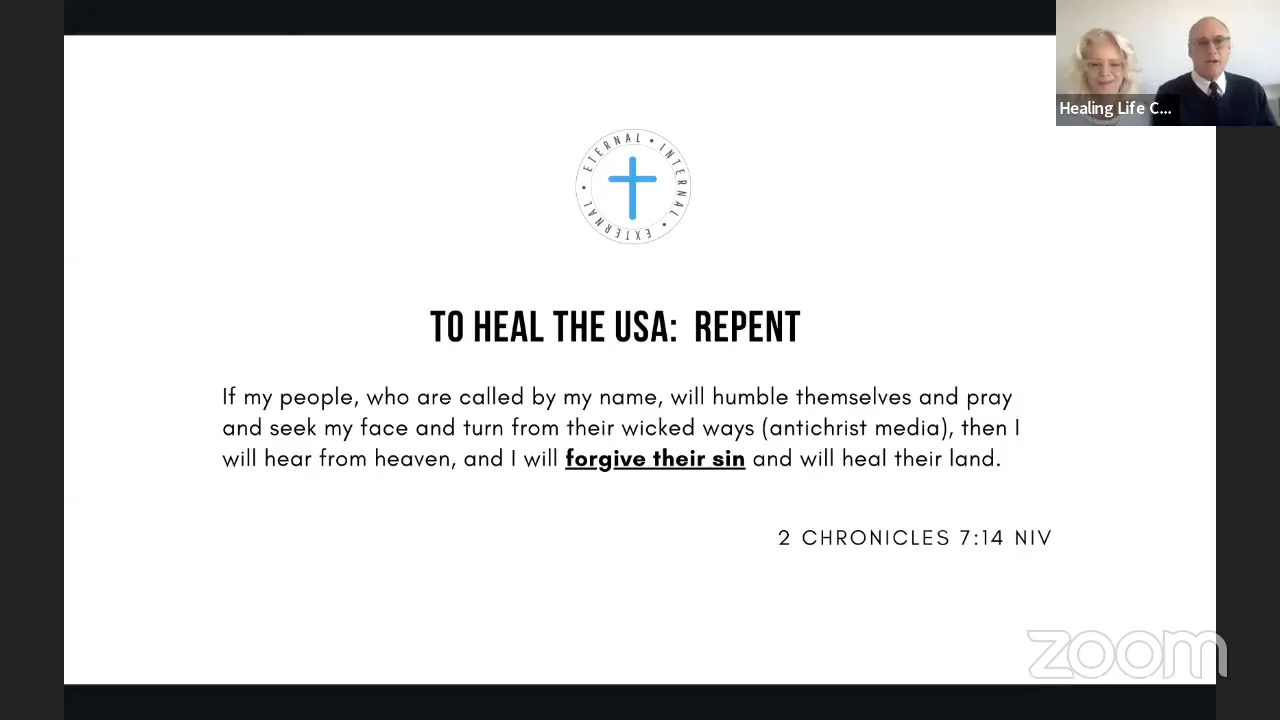 Healing Life C...
• ETERNAL • INTERNAL • EXTERNAL
TO HEAL THE USA: REPENT
If my people, who are called by my name, will humble themselves and pray
and seek my face and turn from their wicked ways (antichrist media), then I
will hear from heaven, and I will forgive their sin and will heal their land.
2 CHRONICLES 7:14 NIV
zoom